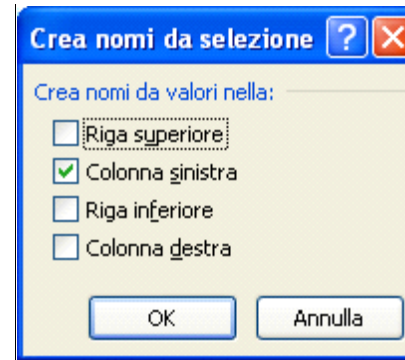 Crea nomi da selezione
Crea nomi da valori nella:
Riga superiore
Colonna sinistra
Riga inferiore
Colonna destra
OK Annulla